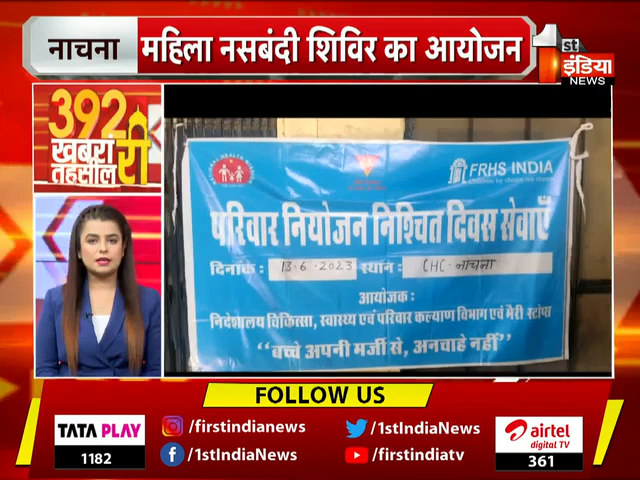 नाचना
महिला नसबंदी शिविर का आयोजन
1st
इंडिया
NEWS
392
खबरां
तहसील
री
FRHS INDIA
परिवार नियोजन निश्चित दिवस सेवाएँ
दिनांक : 13-6-2023 स्थान : CHC-नाचना
आयोजक :
निदेशालय चिकित्सा, स्वास्थ्य एवं परिवार कल्याण विभाग एवं मैरी स्टोप्स
"बच्चे अपनी मर्जी से, अनचाहे नहीं"
FOLLOW US
TATA PLAY
1182
/firstindianews
/1stIndiaNews
/1stIndiaNews
/firstindiatv
airtel
digital TV
361